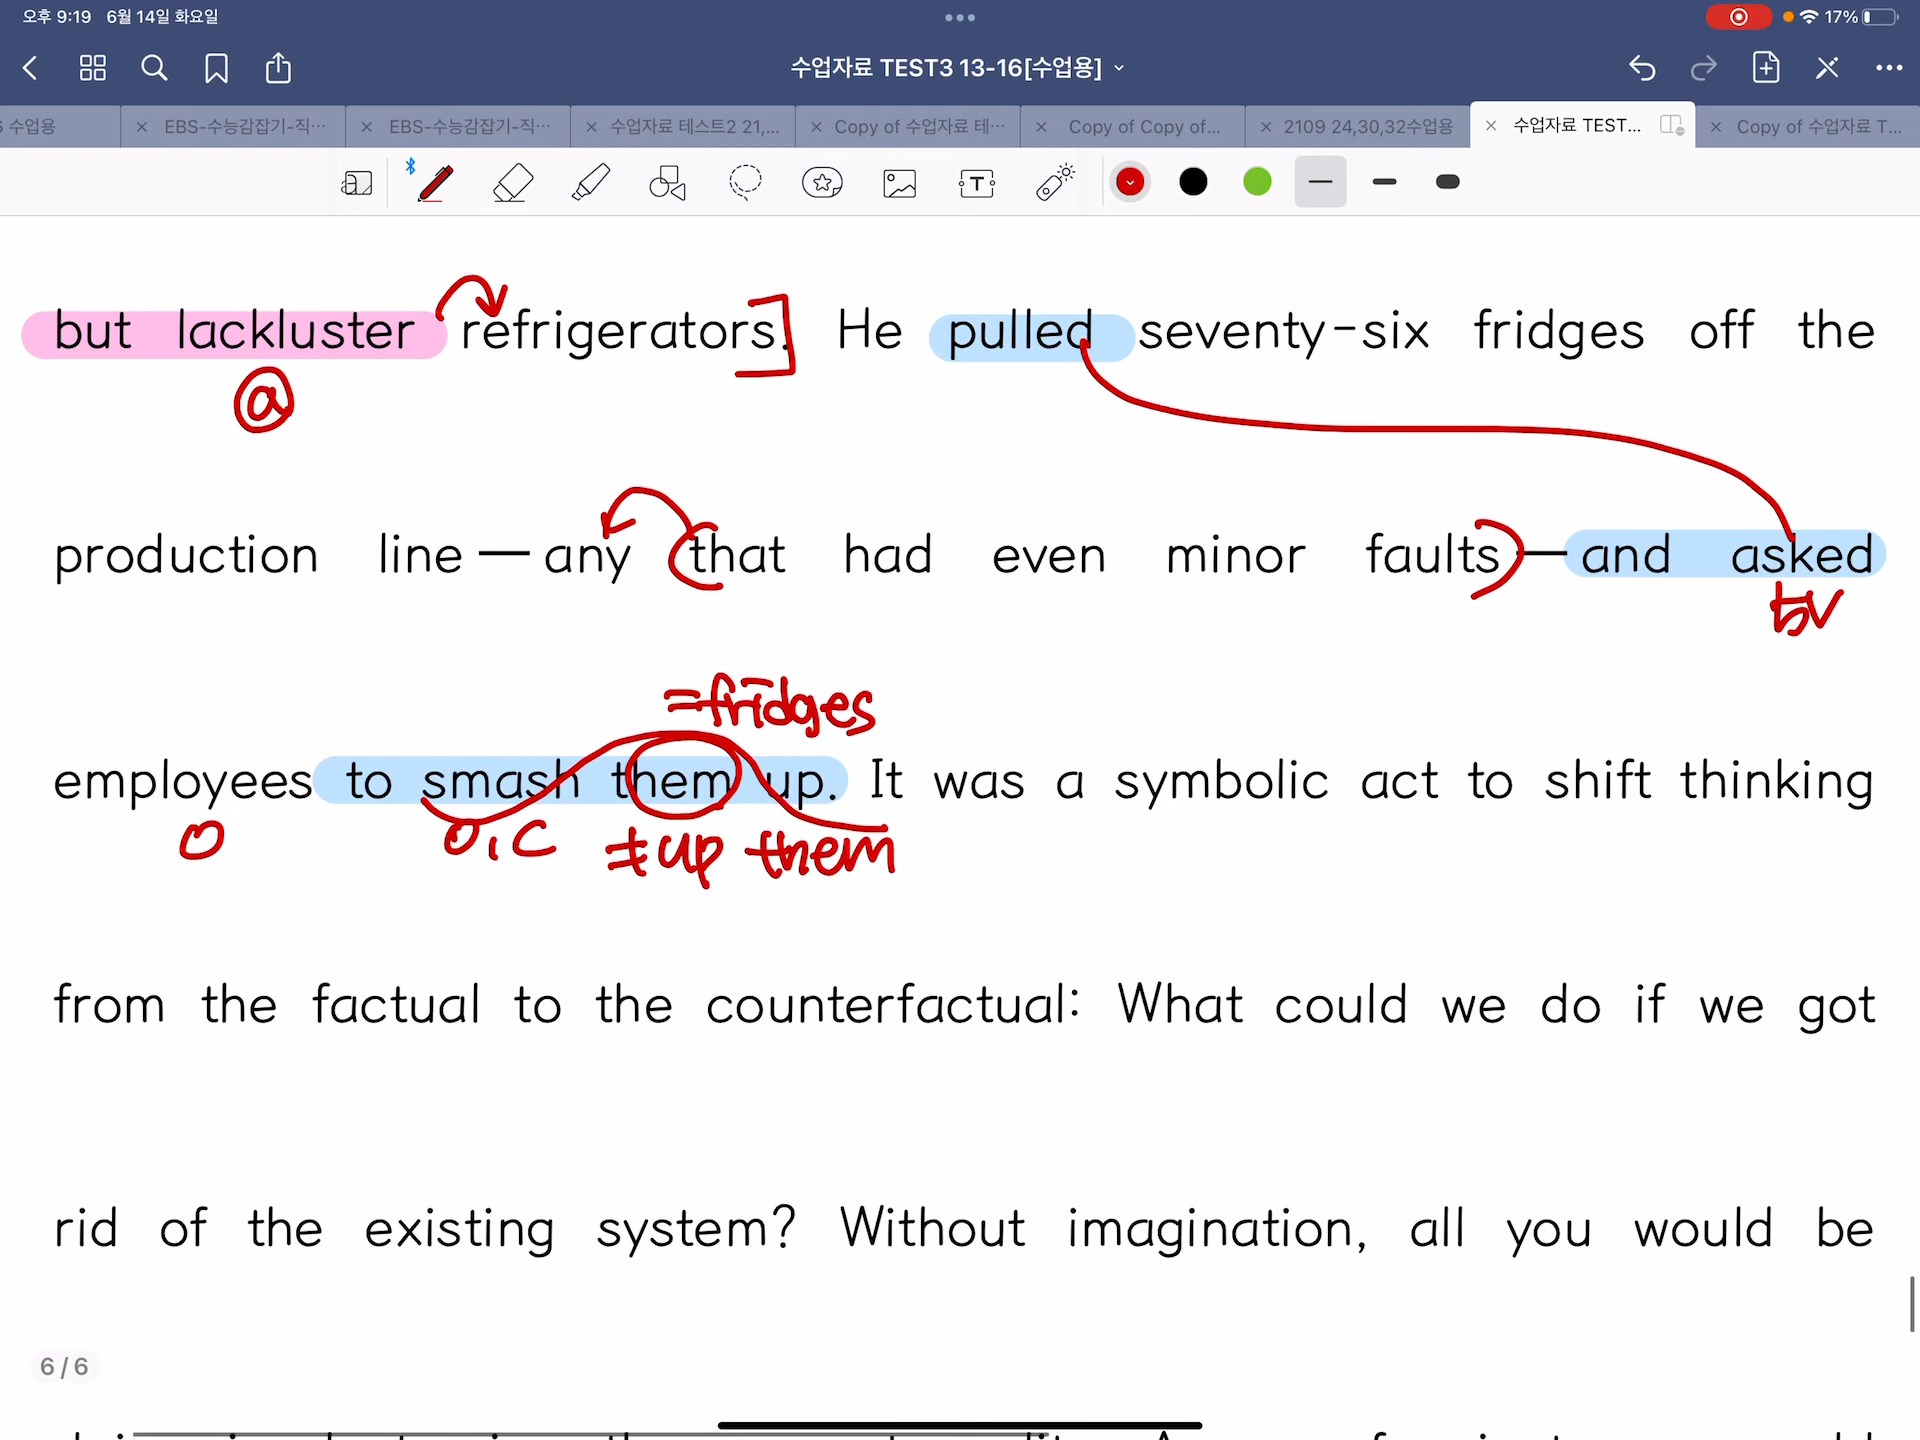 오후 9:19 6월 14일 화요일
17%
수업자료 TEST3 13-16[수업용]
수업용
EBS-수능감잡기-직…
EBS-수능감잡기-직…
수업자료 테스트2 21,...
Copy of 수업자료 테…
Copy of Copy of...
2109 24,30,32수업용
수업자료 TEST...
Copy of 수업자료 T...
but lackluster refrigerators. He pulled seventy-six fridges off the
ⓐ
production line — any that had even minor faults — and asked
5V
=fridges
employees to smash them up. It was a symbolic act to shift thinking
O O.C ≠up them
from the factual to the counterfactual: What could we do if we got
rid of the existing system? Without imagination, all you would be
6 / 6